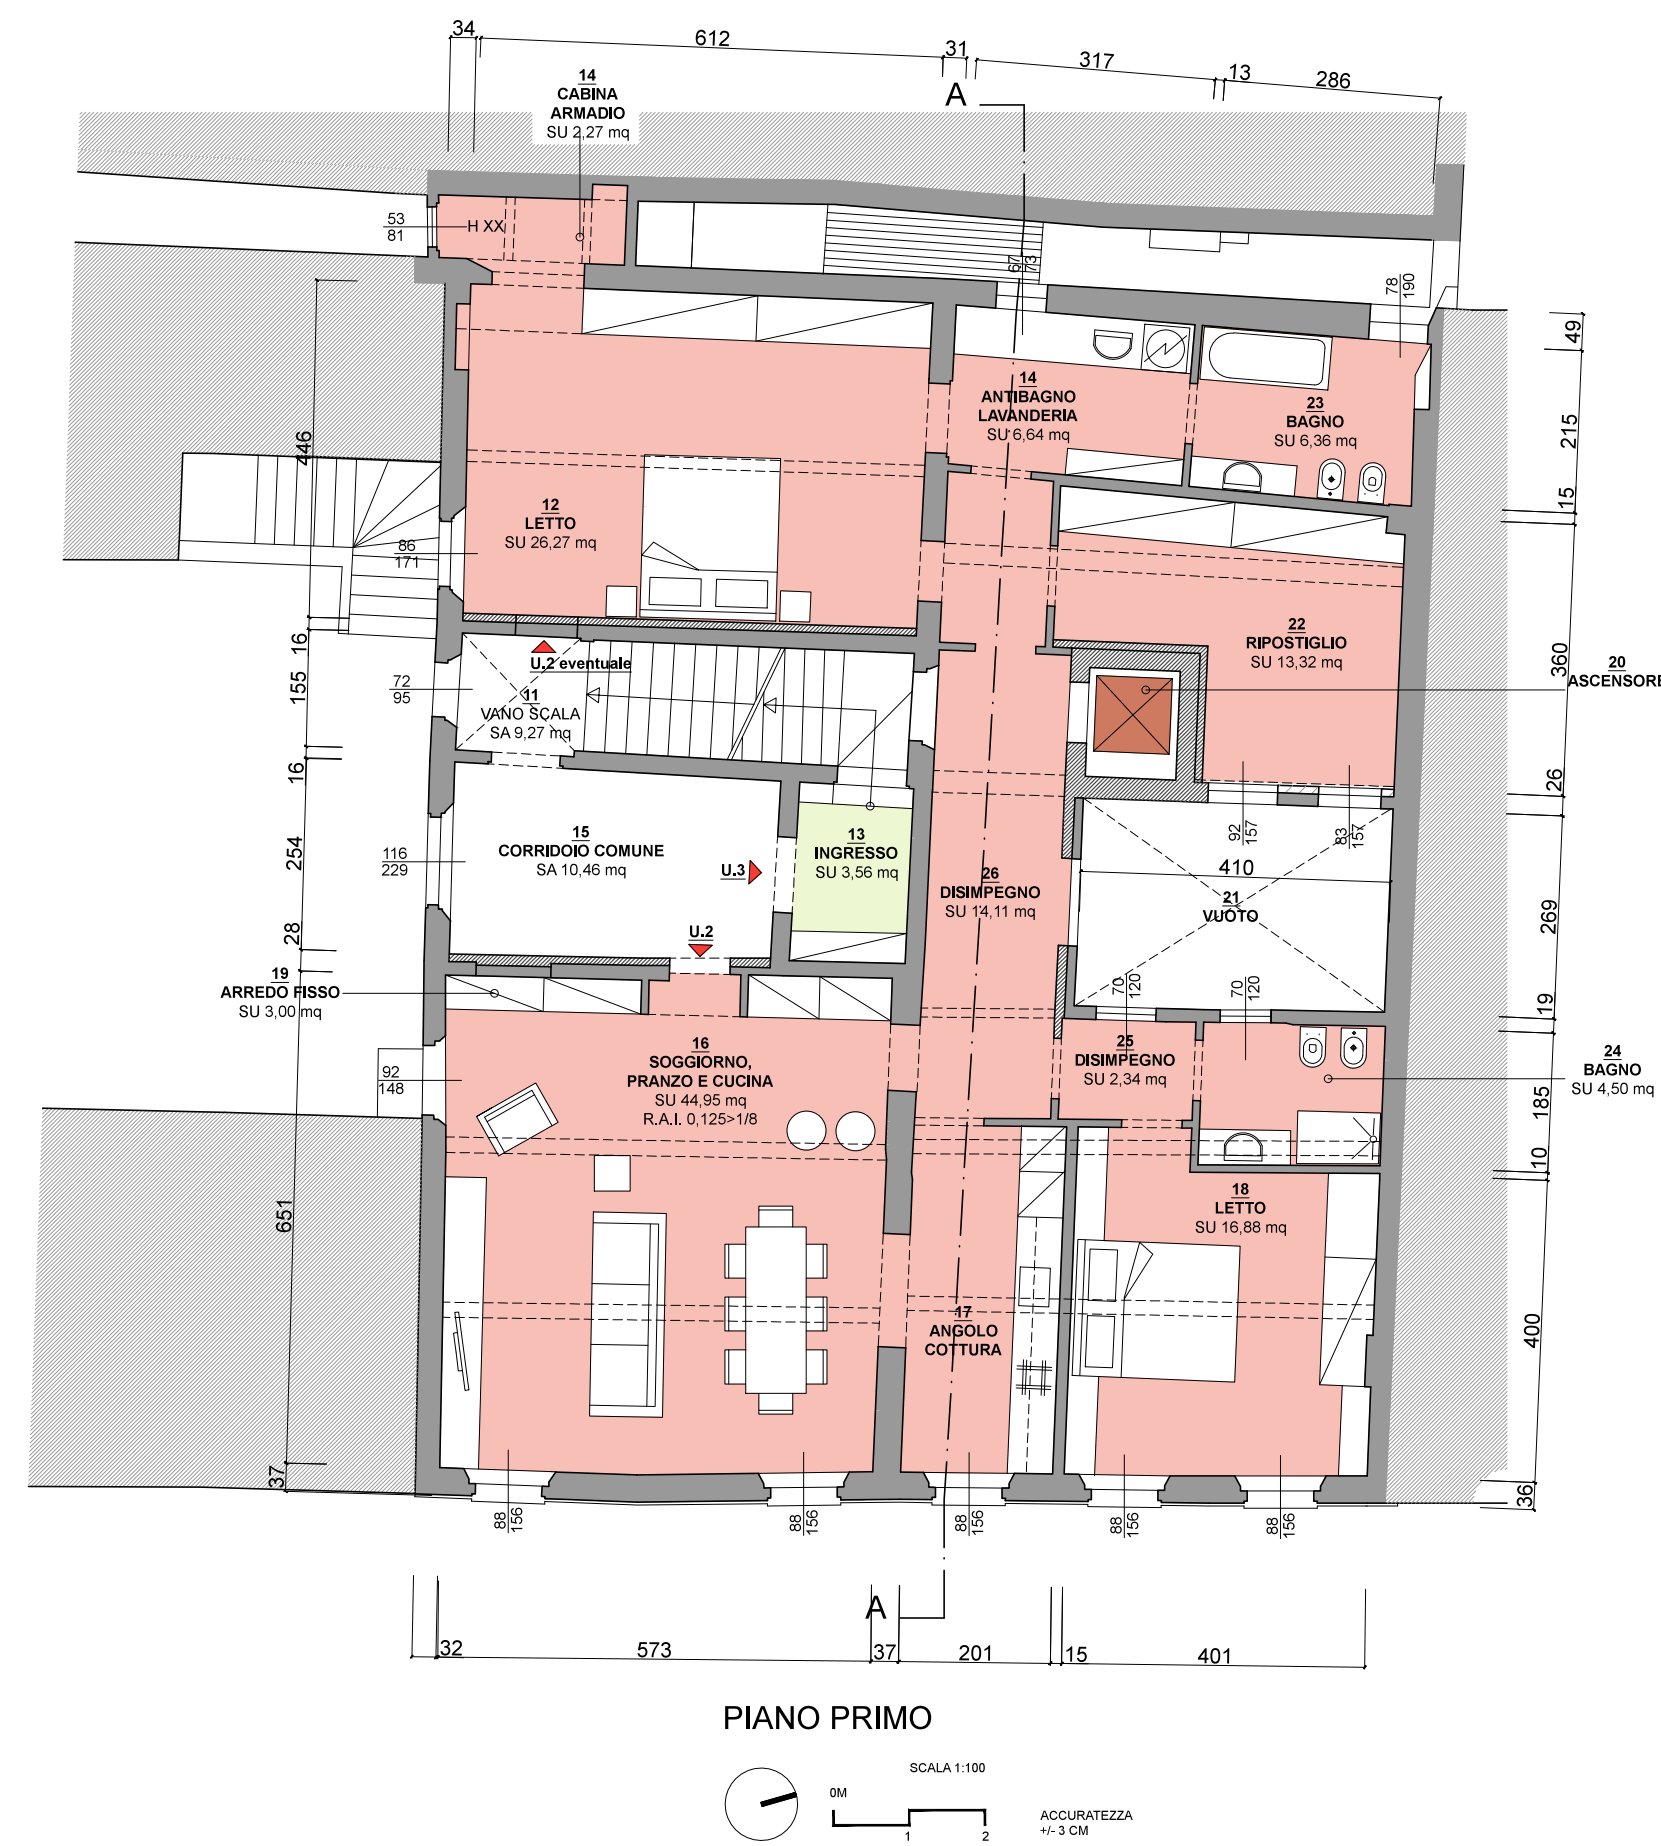 34
612
31
317
13
286
14
CABINA
ARMADIO
SU 2,27 mq
A
53
81
H XX
67
73
78
190
49
446
14
ANTIBAGNO
LAVANDERIA
SU 6,64 mq
23
BAGNO
SU 6,36 mq
215
15
12
LETTO
SU 26,27 mq
86
171
16
U.2 eventuale
22
RIPOSTIGLIO
SU 13,32 mq
360
20
ASCENSORE
155
72
95
11
VANO SCALA
SA 9,27 mq
16
26
254
116
229
15
CORRIDOIO COMUNE
SA 10,46 mq
U.3
13
INGRESSO
SU 3,56 mq
92
157
83
157
410
26
DISIMPEGNO
SU 14,11 mq
21
VUOTO
269
28
U.2
19
ARREDO FISSO
SU 3,00 mq
70
120
70
120
19
92
148
16
SOGGIORNO,
PRANZO E CUCINA
SU 44,95 mq
R.A.I. 0,125>1/8
25
DISIMPEGNO
SU 2,34 mq
24
BAGNO
SU 4,50 mq
185
10
651
18
LETTO
SU 16,88 mq
17
ANGOLO
COTTURA
400
37
36
88
156
88
156
88
156
88
156
88
156
A
32
573
37
201
15
401
PIANO PRIMO
SCALA 1:100
0M
1
2
ACCURATEZZA
+/- 3 CM